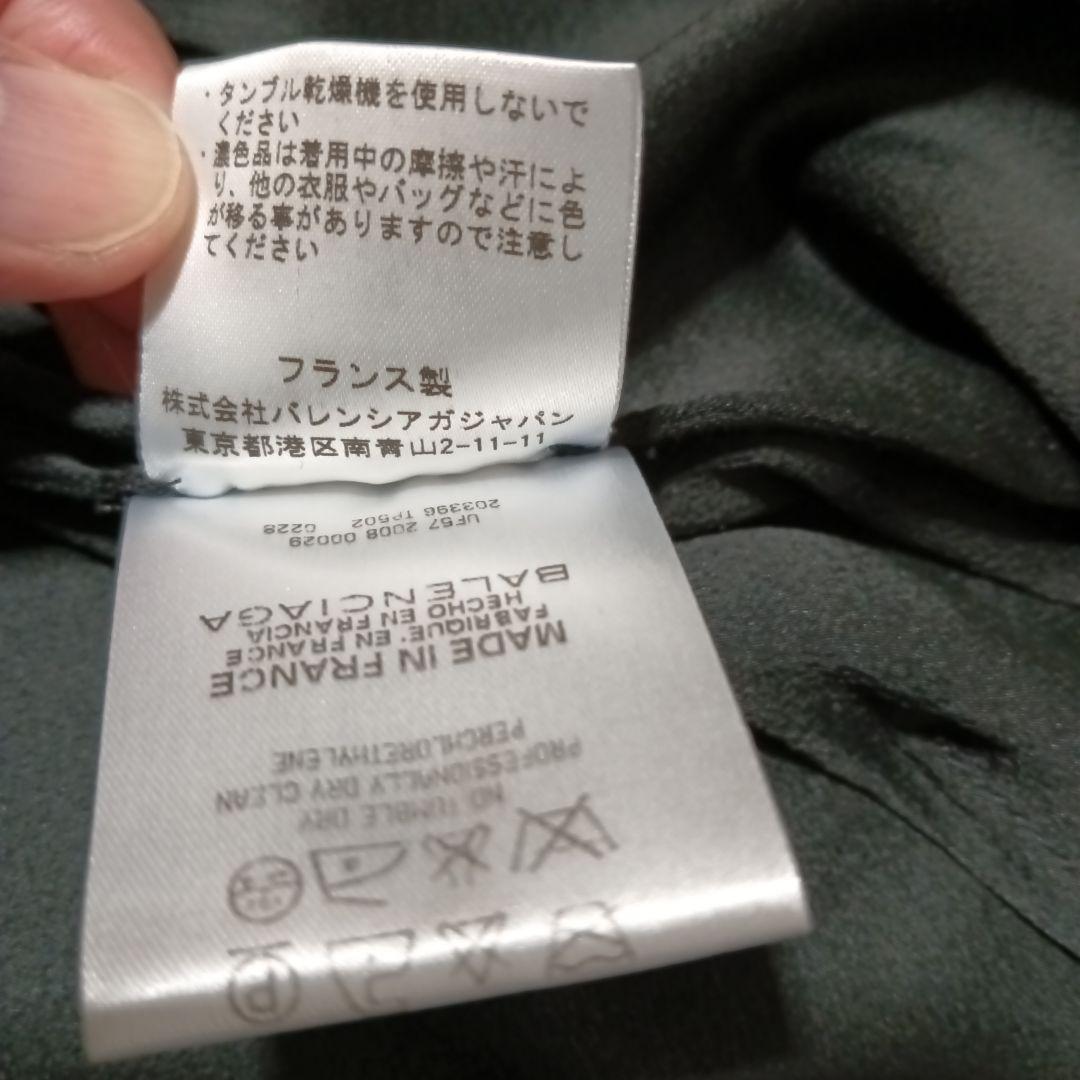 ・タンブル乾燥機を使用しないで
ください
・濃色品は着用中の摩擦や汗によ
り、他の衣服やバッグなどに色
が移る事がありますので注意し
てください
フランス製
株式会社バレンシアガジャパン
東京都港区南青山2-11-11
203396 TP502 0228
UF57 2008 00029
BALENCIAGA
HECHO EN FRANCIA
FABRIQUE' EN FRANCE
MADE IN FRANCE
PERCHLORETHYLENE
PROFESSIONALLY DRY CLEAN
NO TUMBLE DRY